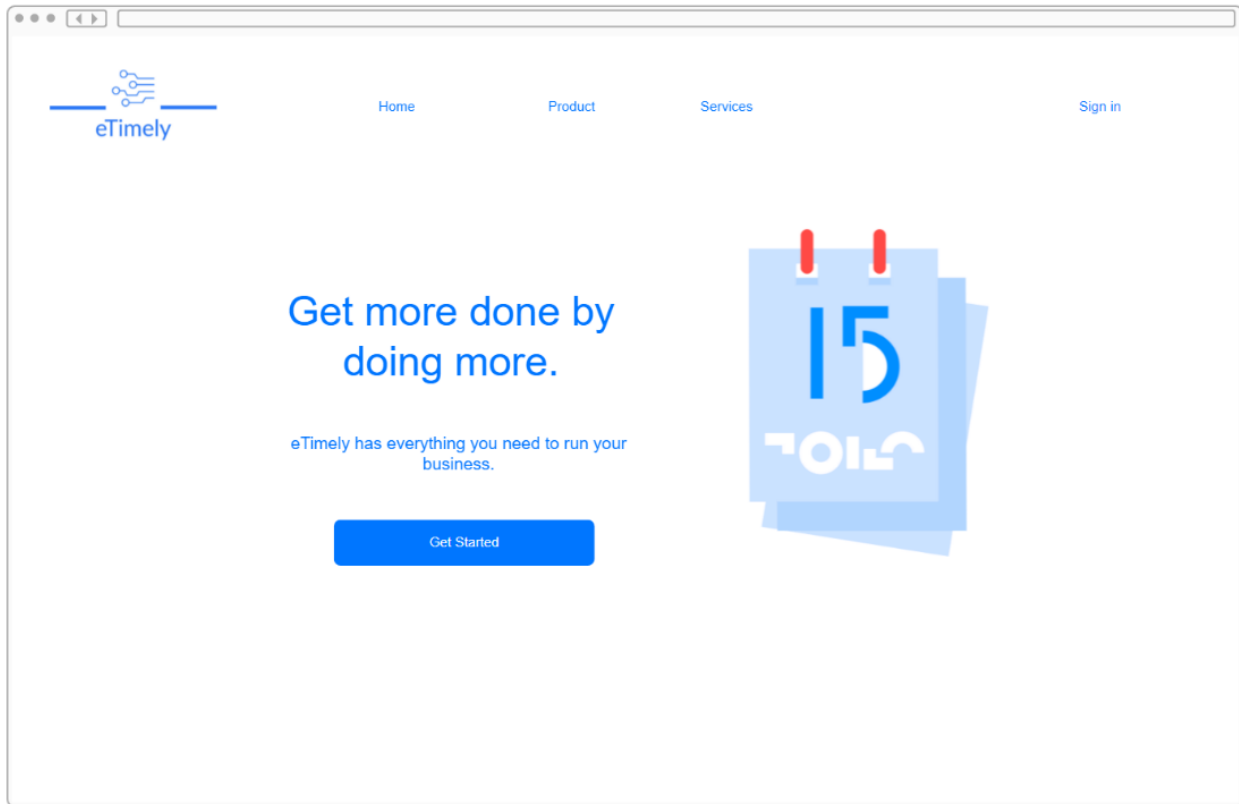 eTimely
Home
Product
Services
Sign in
Get more done by
doing more.
eTimely has everything you need to run your
business.
Get Started
15